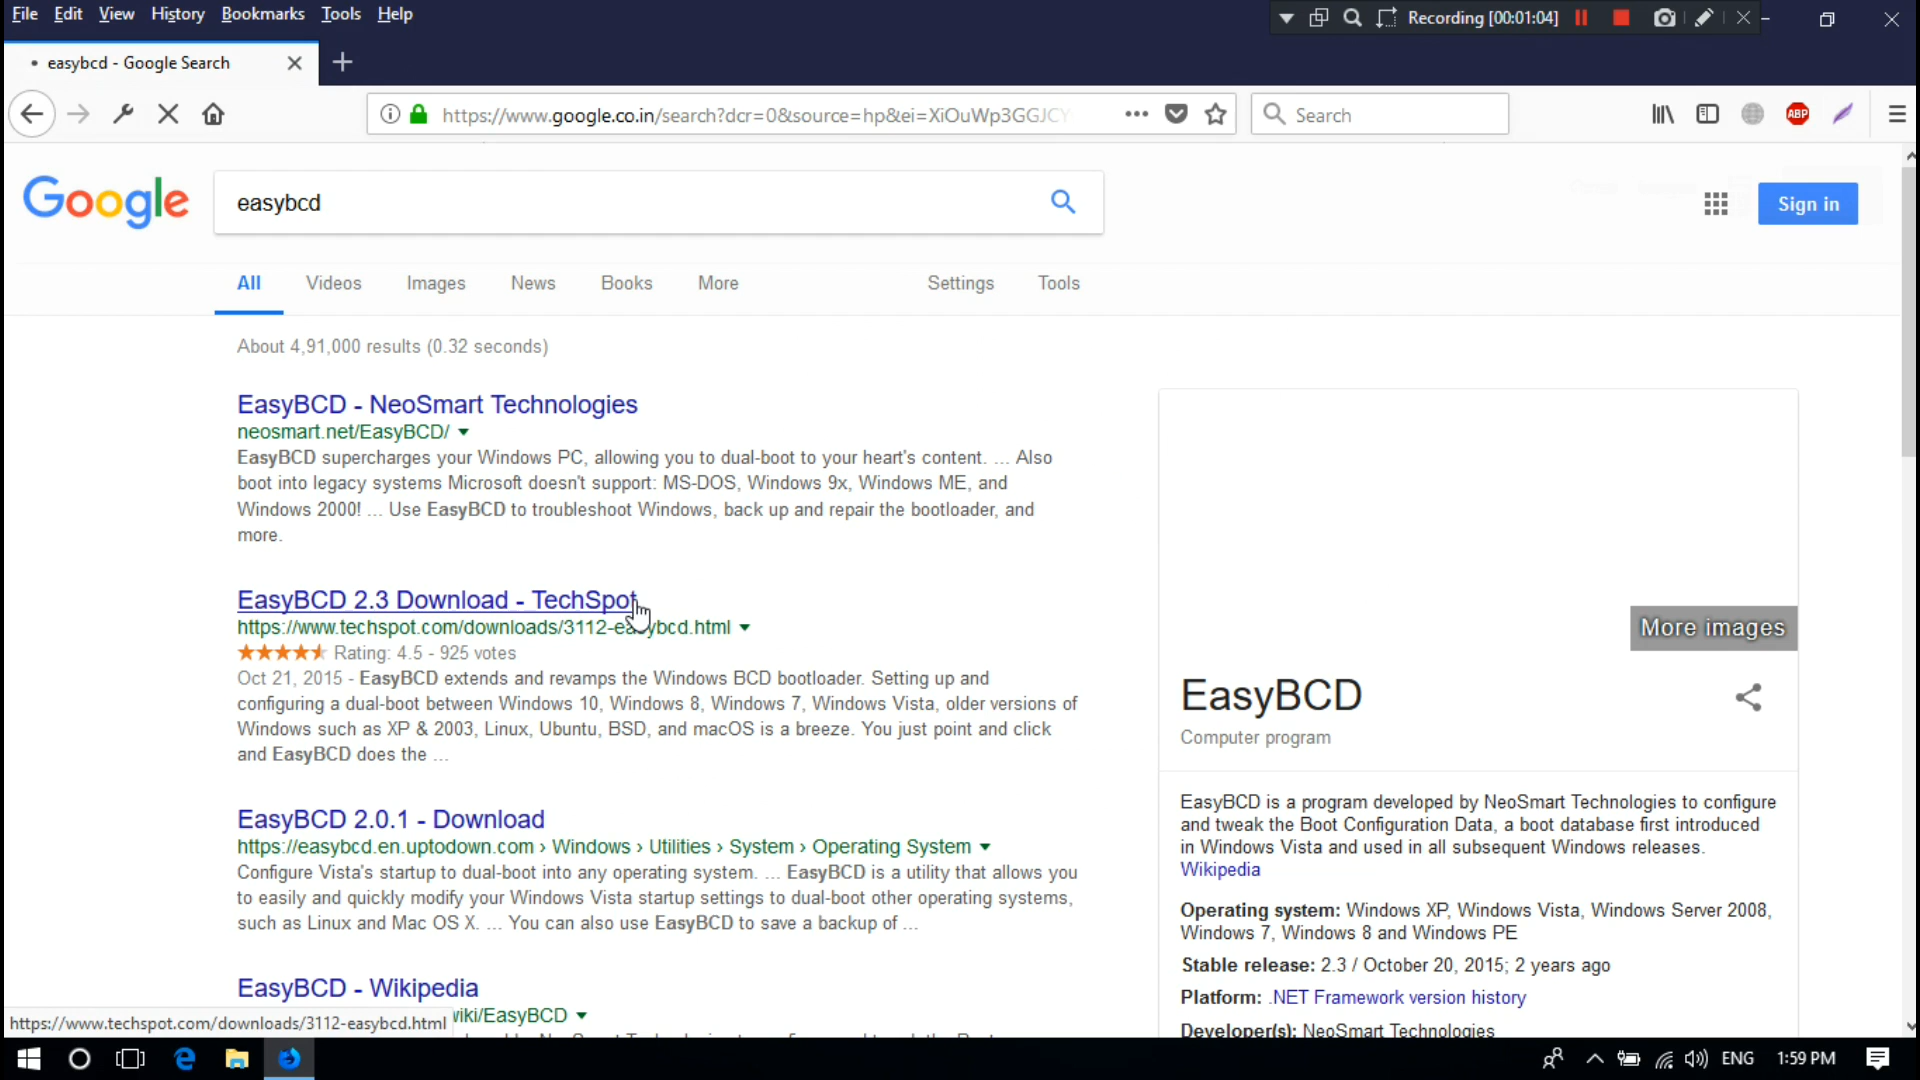 File Edit View History Bookmarks Tools Help
Recording [00:01:04]
easybcd - Google Search
https://www.google.co.in/search?dcr=0&source=hp&ei=XiOuWp3GGJCY
Search
ABP
Google
easybcd
Sign in
All Videos Images News Books More Settings Tools
About 4,91,000 results (0.32 seconds)
EasyBCD - NeoSmart Technologies
neosmart.net/EasyBCD/
EasyBCD supercharges your Windows PC, allowing you to dual-boot to your heart's content. ... Also
boot into legacy systems Microsoft doesn't support: MS-DOS, Windows 9x, Windows ME, and
Windows 2000! ... Use EasyBCD to troubleshoot Windows, back up and repair the bootloader, and
more.
EasyBCD 2.3 Download - TechSpot
https://www.techspot.com/downloads/3112-easybcd.html
Rating: 4.5 - 925 votes
Oct 21, 2015 - EasyBCD extends and revamps the Windows BCD bootloader. Setting up and
configuring a dual-boot between Windows 10, Windows 8, Windows 7, Windows Vista, older versions of
Windows such as XP & 2003, Linux, Ubuntu, BSD, and macOS is a breeze. You just point and click
and EasyBCD does the ...
EasyBCD 2.0.1 - Download
https://easybcd.en.uptodown.com › Windows › Utilities › System › Operating System
Configure Vista's startup to dual-boot into any operating system. ... EasyBCD is a utility that allows you
to easily and quickly modify your Windows Vista startup settings to dual-boot other operating systems,
such as Linux and Mac OS X. ... You can also use EasyBCD to save a backup of ...
EasyBCD - Wikipedia
wiki/EasyBCD
https://www.techspot.com/downloads/3112-easybcd.html
More images
EasyBCD
Computer program
EasyBCD is a program developed by NeoSmart Technologies to configure
and tweak the Boot Configuration Data, a boot database first introduced
in Windows Vista and used in all subsequent Windows releases.
Wikipedia
Operating system: Windows XP, Windows Vista, Windows Server 2008,
Windows 7, Windows 8 and Windows PE
Stable release: 2.3 / October 20, 2015; 2 years ago
Platform: .NET Framework version history
Developer(s): NeoSmart Technologies
ENG 1:59 PM